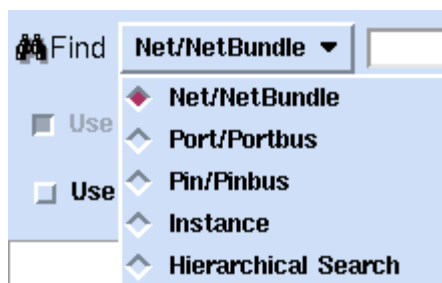 Find Net/NetBundle
Net/NetBundle
Use
Port/Portbus
Pin/Pinbus
Use
Instance
Hierarchical Search